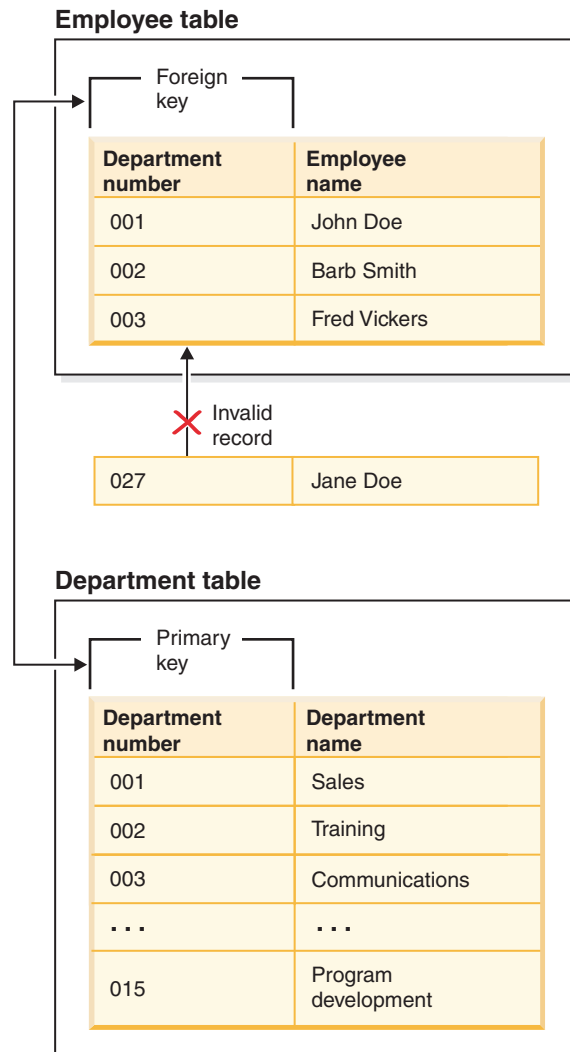 Employee table
Foreign
key
Department number
Employee name
001 John Doe
002 Barb Smith
003 Fred Vickers
Invalid
record
027 Jane Doe
Department table
Primary
key
Department number
Department name
001 Sales
002 Training
003 Communications
. . . . . .
015 Program development